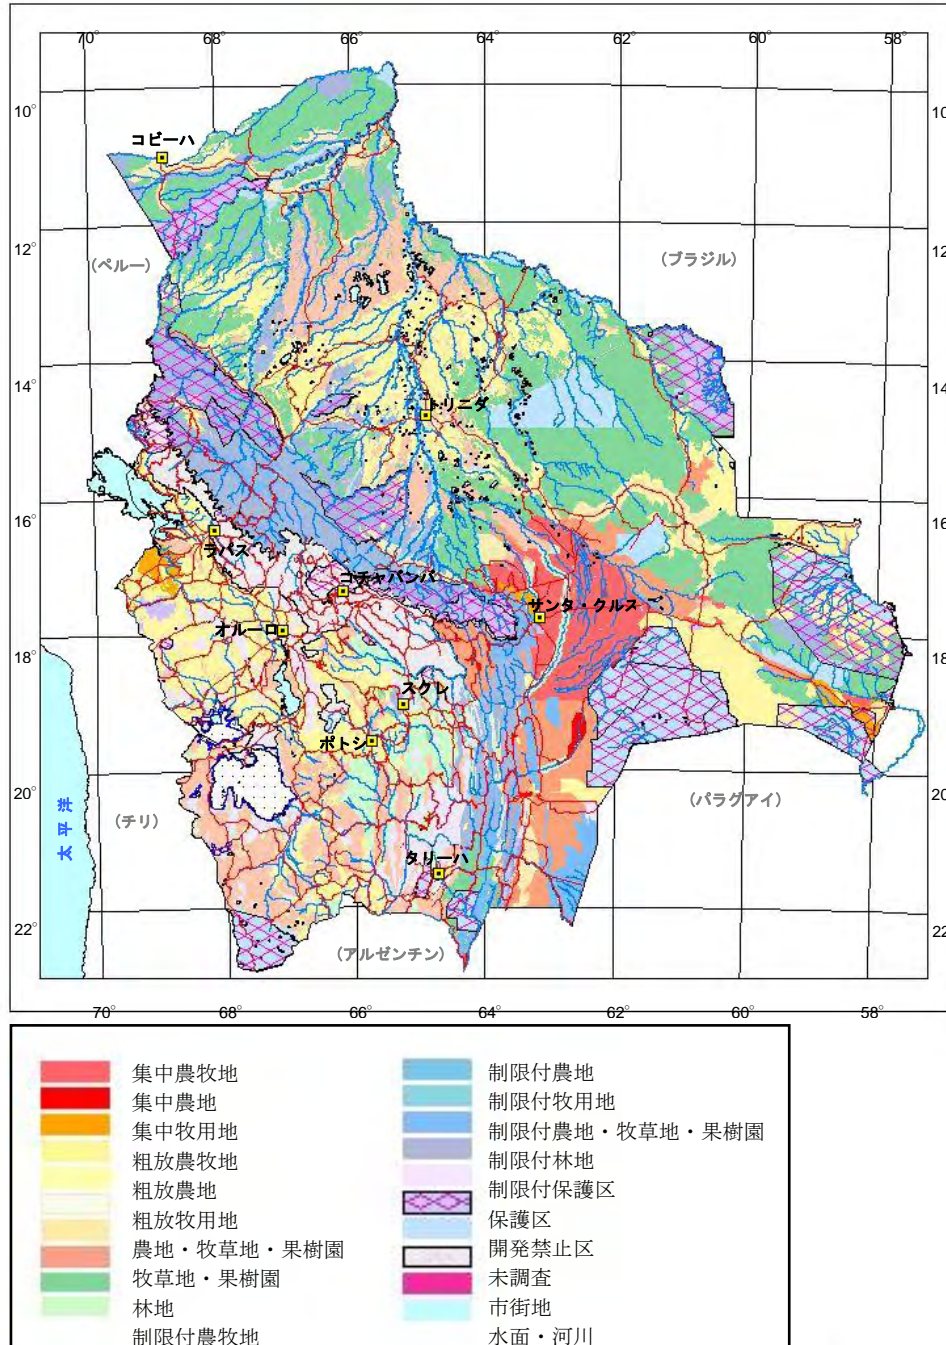 70° 68° 66° 64° 62° 60° 58°
10° 10
コビーハ
12° 12
(ペルー) (ブラジル)
14° 14
トリニダ
16° 16
ラパス
コチャバンバ
サンタ・クルス
オルーロ
18° 18
スクレ
ポトシ
20° 20
(チリ) (パラグアイ)
太平洋
タリーハ
22° 22
(アルゼンチン)
70° 68° 66° 64° 62° 60° 58°
集中農牧地
集中農地
集中牧用地
粗放農牧地
粗放農地
粗放牧用地
農地・牧草地・果樹園
牧草地・果樹園
林地
制限付農牧地
制限付農地
制限付牧用地
制限付農地・牧草地・果樹園
制限付林地
制限付保護区
保護区
開発禁止区
未調査
市街地
水面・河川